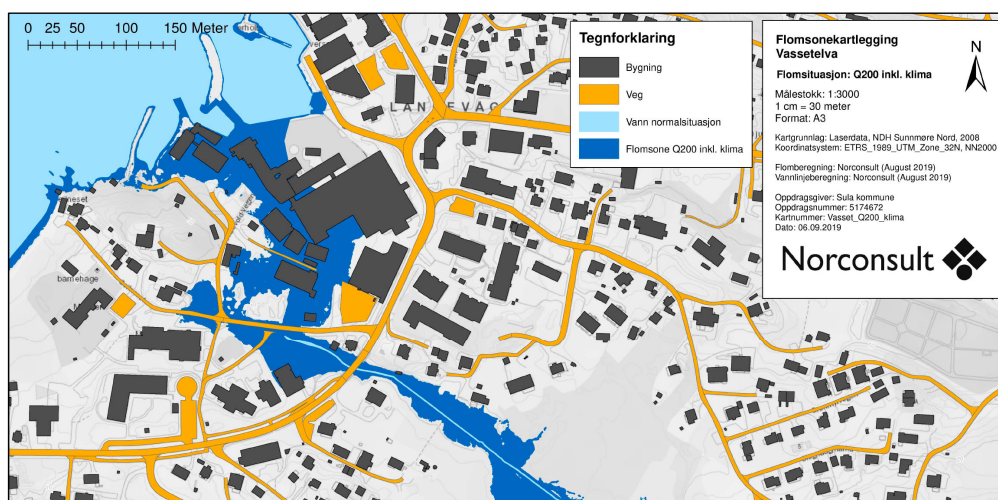 0 25 50 100 150 Meter
LAN
EVÅG
barnehage
Tegnforklaring
Bygning
Veg
Vann normalsituasjon
Flomsone Q200 inkl. klima
Flomsonekartlegging
Vassetelva
Flomsituasjon: Q200 inkl. klima
Målestokk: 1:3000
1 cm = 30 meter
Format: A3
N
Kartgrunnlag: Laserdata, NDH Sunnmøre Nord, 2008
Koordinatsystem: ETRS_1989_UTM_Zone_32N, NN2000
Flomberegning: Norconsult (August 2019)
Vannlinjeberegning: Norconsult (August 2019)
Oppdragsgiver: Sula kommune
Oppdragsnummer: 5174672
Kartnummer: Vasset_Q200_klima
Dato: 06.09.2019
Norconsult